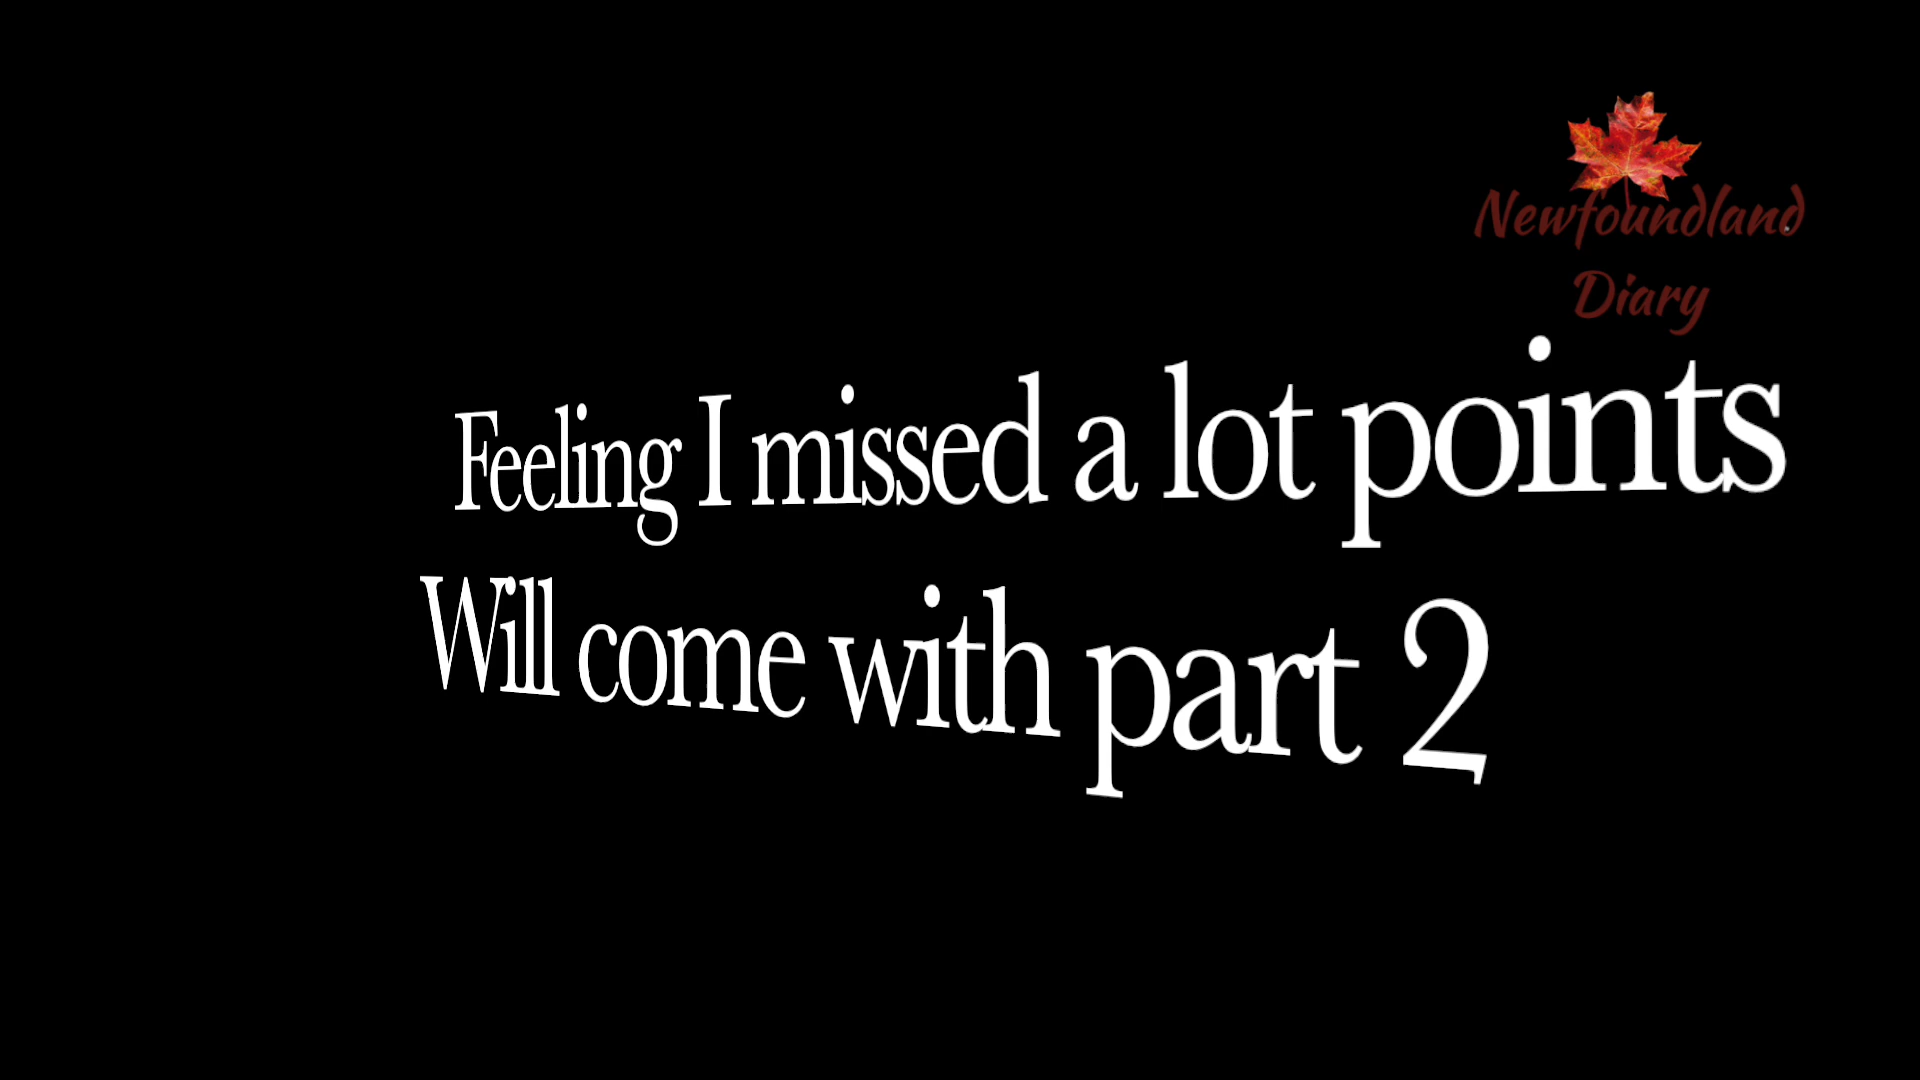 Newfoundland
Diary
Feeling I missed a lot points
Will come with part 2